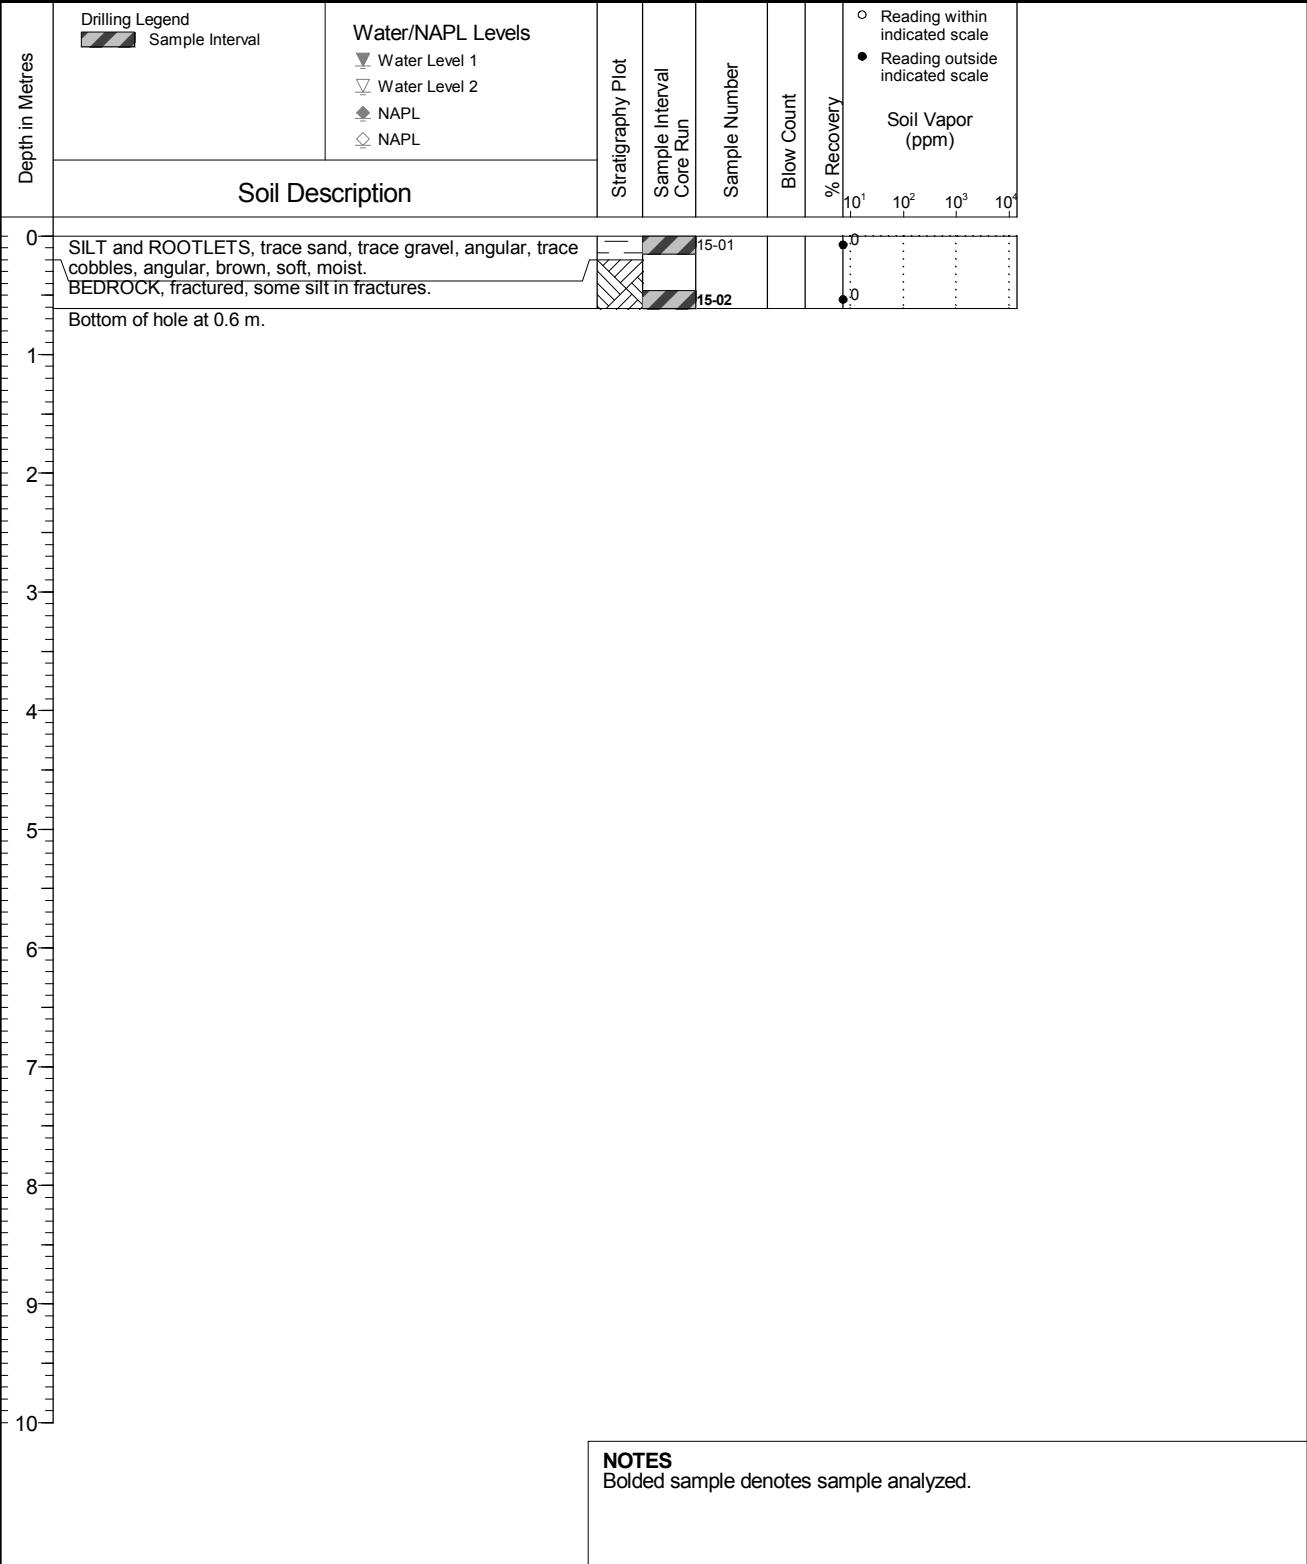 Drilling Legend
Sample Interval
Water/NAPL Levels
Water Level 1
Water Level 2
NAPL
NAPL
Depth in Metres
Soil Description
Stratigraphy Plot
Sample Interval
Core Run
Sample Number
Blow Count
% Recovery
Reading within
indicated scale
Reading outside
indicated scale
Soil Vapor
(ppm)
10¹ 10² 10³ 10⁴
0
SILT and ROOTLETS, trace sand, trace gravel, angular, trace
cobbles, angular, brown, soft, moist.
BEDROCK, fractured, some silt in fractures.
Bottom of hole at 0.6 m.
15-01
0
15-02
0
1
2
3
4
5
6
7
8
9
10
NOTES
Bolded sample denotes sample analyzed.